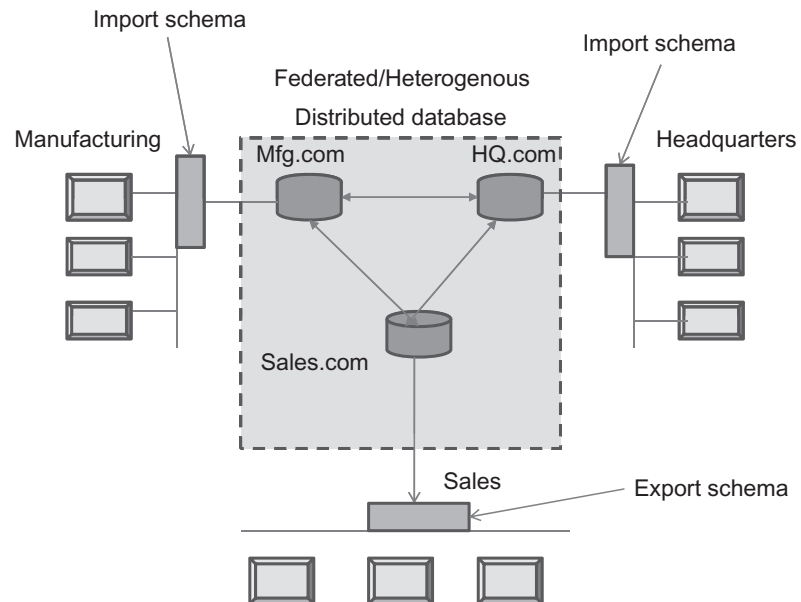 Import schema
Import schema
Federated/Heterogenous
Distributed database
Manufacturing
Headquarters
Mfg.com
HQ.com
Sales.com
Sales
Export schema